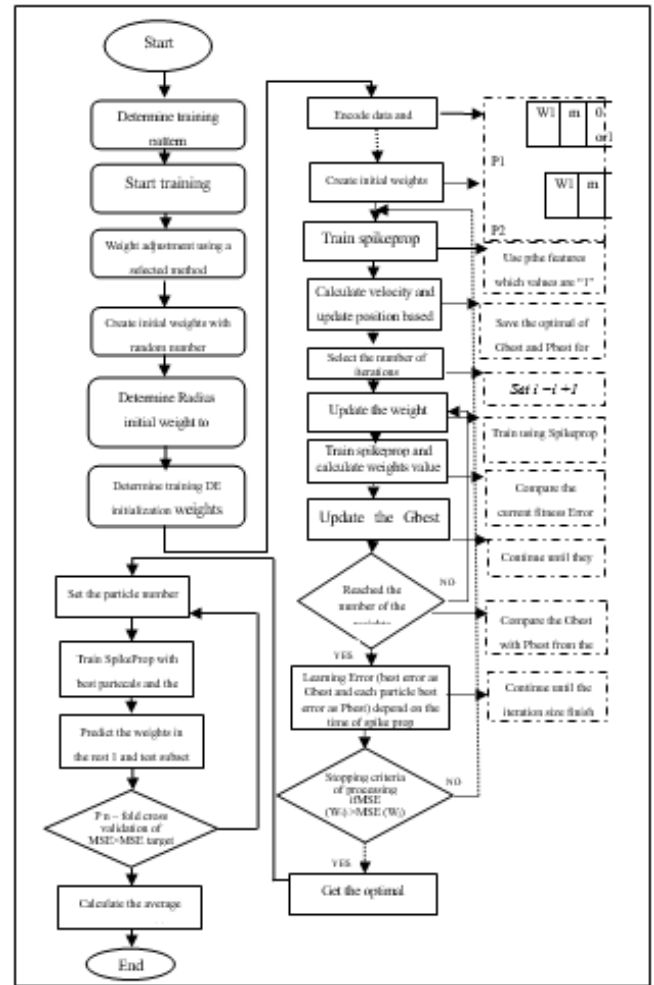 Start
Determine training
pattern
Start training
Weight adjustment using a
selected method
Create initial weights with
random number
Determine Radius
initial weight to
Determine training DE
initialization weights
Encode data and
Create initial weights
Train spikeprop
Calculate velocity and
update position based
Select the number of
iterations
Update the weight
Train spikeprop and
calculate weights value
Update the Gbest
Reached the
number of the
NO
YES
Learning Error (best error as
Gbest and each particle best
error as Pbest) depend on the
time of spike prop
Stopping criteria
of processing
ifMSE
(Wi)>MSE (Wj)
NO
YES
Get the optimal
W1 m 0
or1
P1
W1 m
P2
Use pthe features
which values are "1"
Save the optimal of
Gbest and Pbest for
Set i =i +1
Train using Spikeprop
Compare the
current fitness Error
Continue until they
Compare the Gbest
with Pbest from the
Continue until the
iteration size finish
Set the particle number
Train SpikeProp with
best partecals and the
Predict the weights in
the rest 1 and test subset
fold cross
validation of
MSE>MSE target
Calculate the average
End